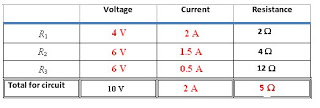 Voltage Current Resistance
R1 4 V 2 A 2 Ω
R2 6 V 1.5 A 4 Ω
R3 6 V 0.5 A 12 Ω
Total for circuit 10 V 2 A 5 Ω